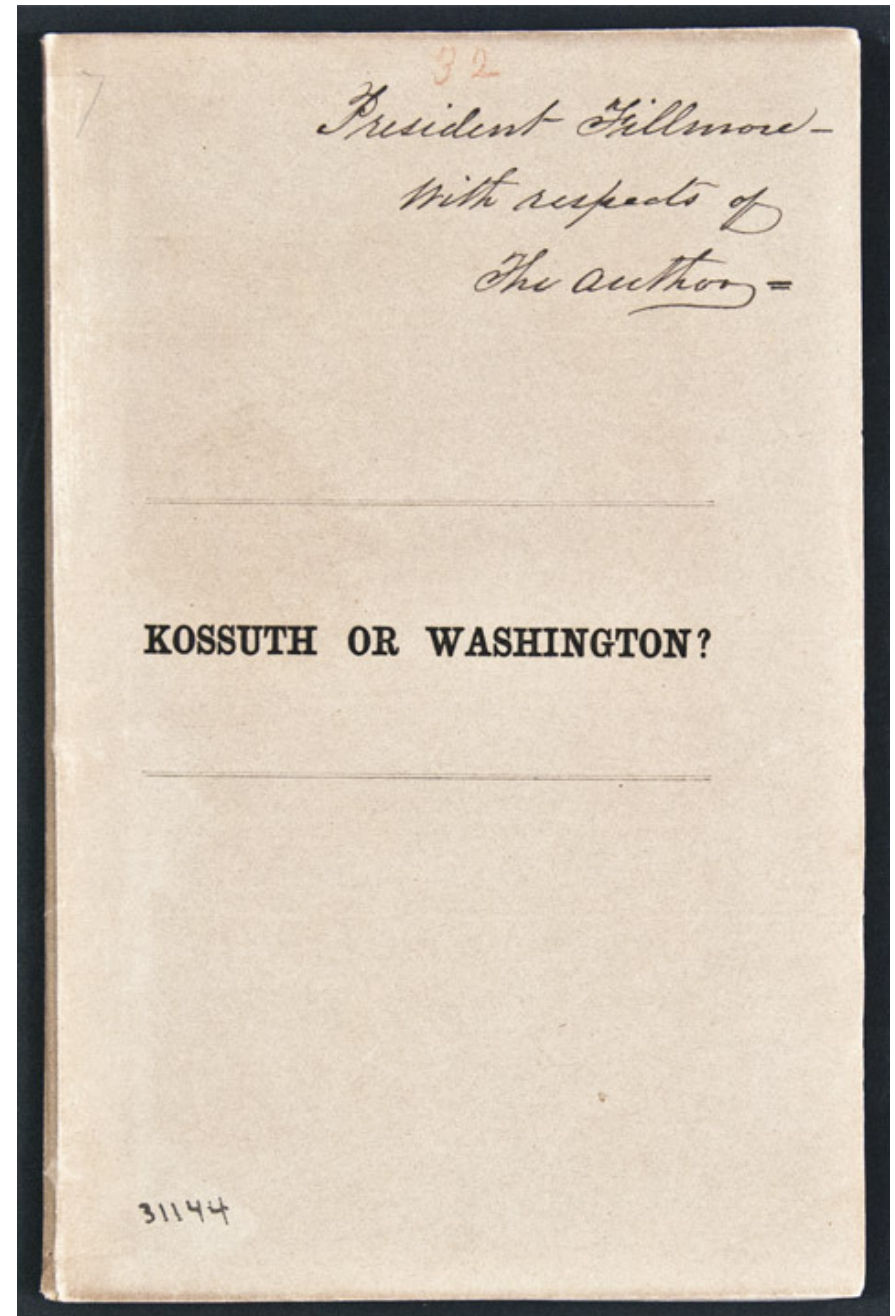 32
7
President Fillmore–
With respects of
The author =
KOSSUTH OR WASHINGTON?
31144